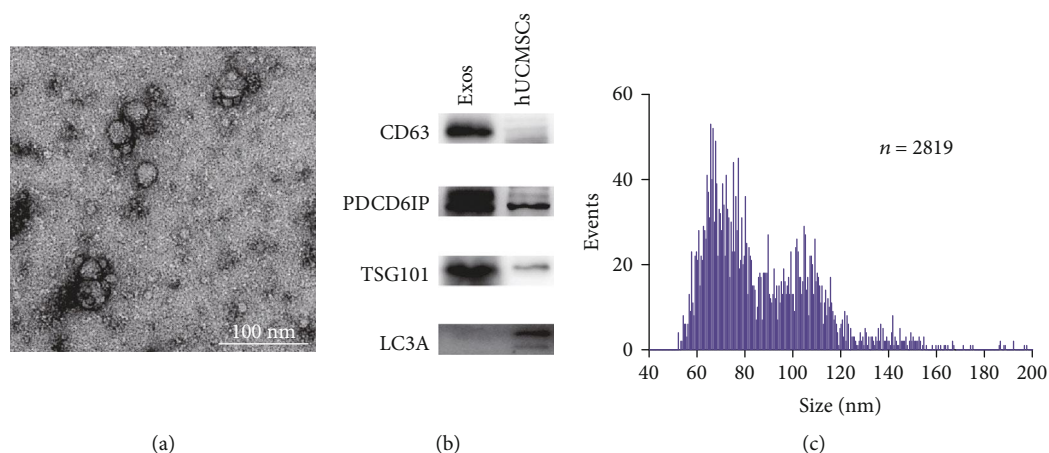 100 nm
(a)
Exos
hUCMSCs
CD63
PDCD6IP
TSG101
LC3A
(b)
60
40
20
0
Events
n = 2819
40 60 80 100 120 140 160 180 200
Size (nm)
(c)